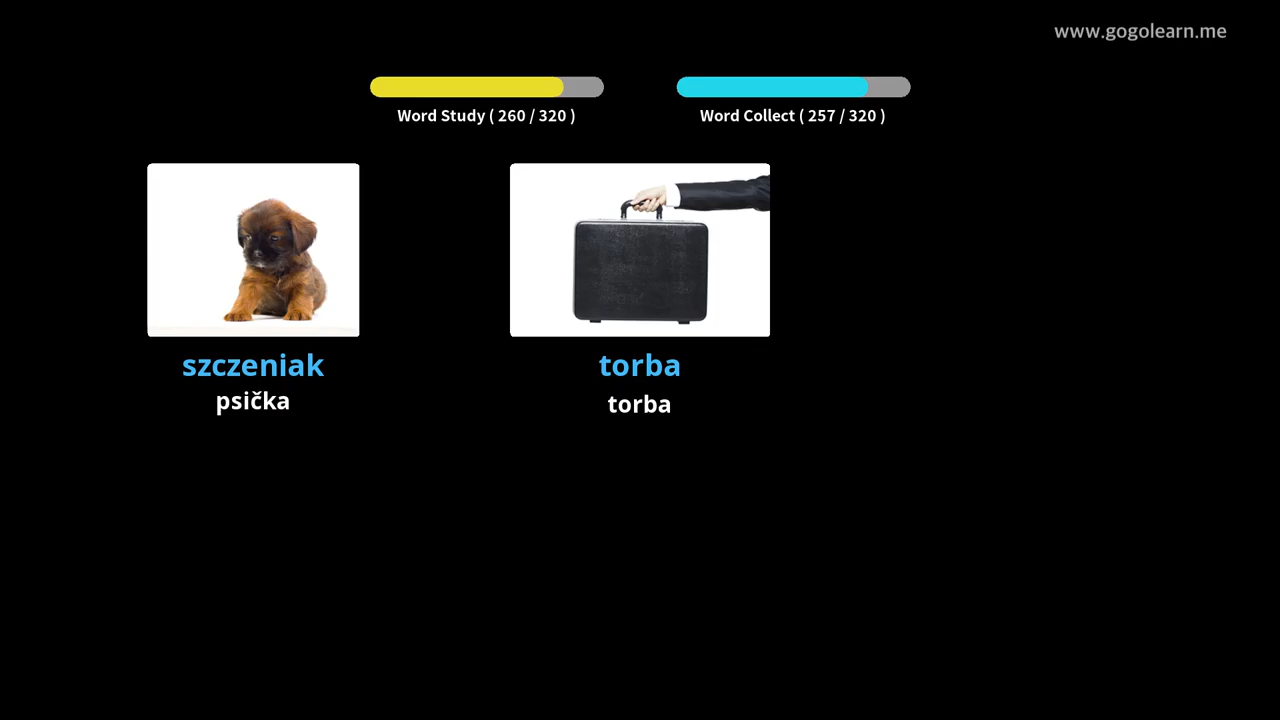 www.gogolearn.me
Word Study ( 260 / 320 )
Word Collect ( 257 / 320 )
szczeniak
psička
torba
torba